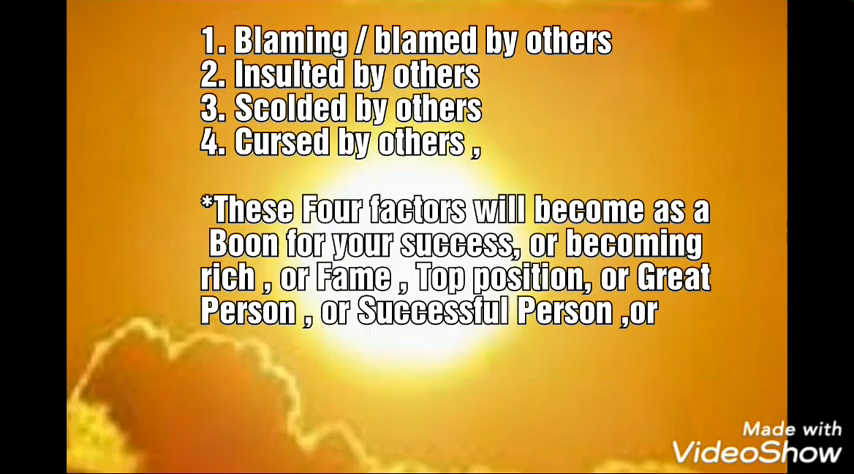 1. Blaming / blamed by others
2. Insulted by others
3. Scolded by others
4. Cursed by others ,
*These Four factors will become as a
Boon for your success, or becoming
rich , or Fame , Top position, or Great
Person , or Successful Person ,or
Made with
VideoShow